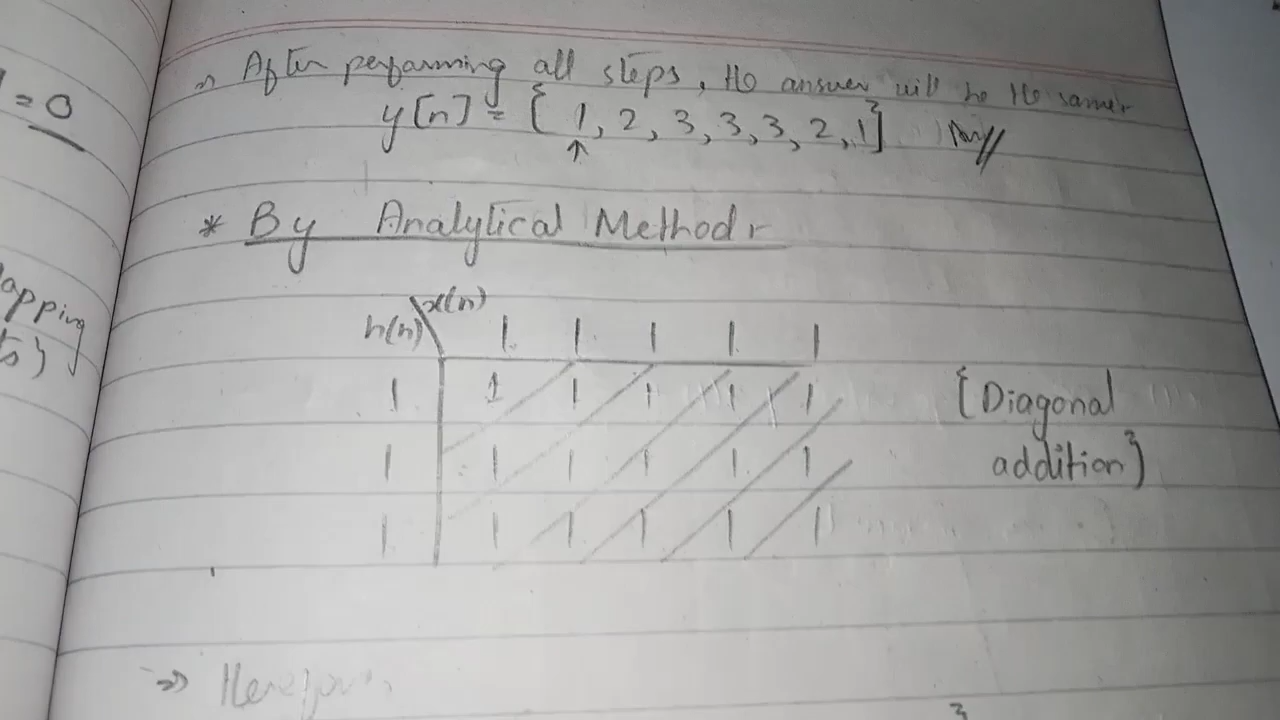 = 0
apping
⇒ After performing all steps, the answer will be the same:
y[n] = { 1, 2, 3, 3, 3, 2, 1}
↑
* By Analytical Method :-
x(n)
h(n) 1 1 1 1 1
1 1 1 1 1 1 {Diagonal
1 1 1 1 1 1 addition}
1 1 1 1 1 1
⇒